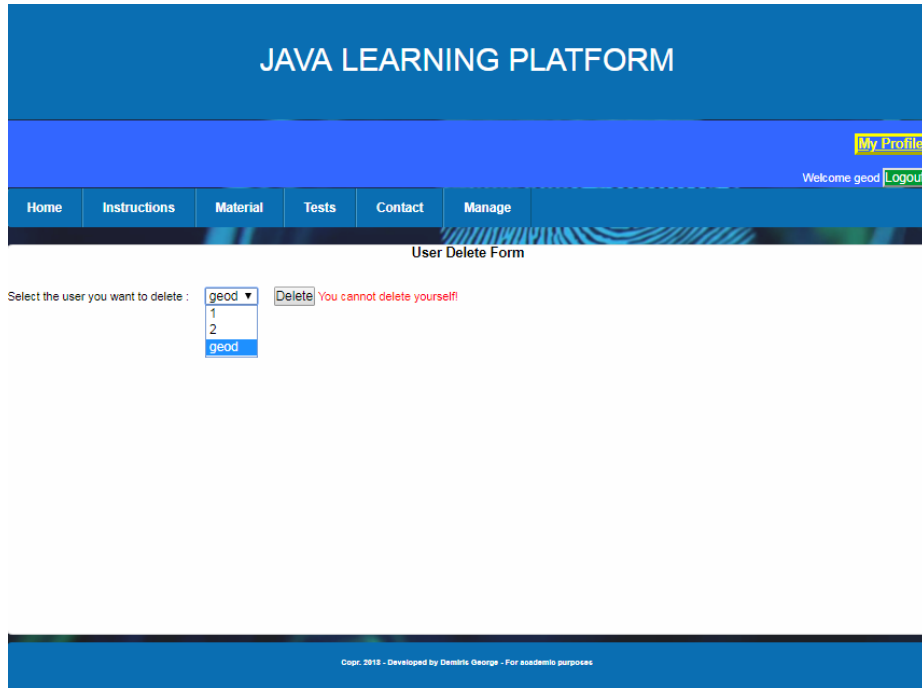 JAVA LEARNING PLATFORM
My Profile
Welcome geod Logout
Home Instructions Material Tests Contact Manage
User Delete Form
Select the user you want to delete : geod ▼ Delete You cannot delete yourself!
1
2
geod
Copr. 2013 - Developed by Demiris George - For academic purposes